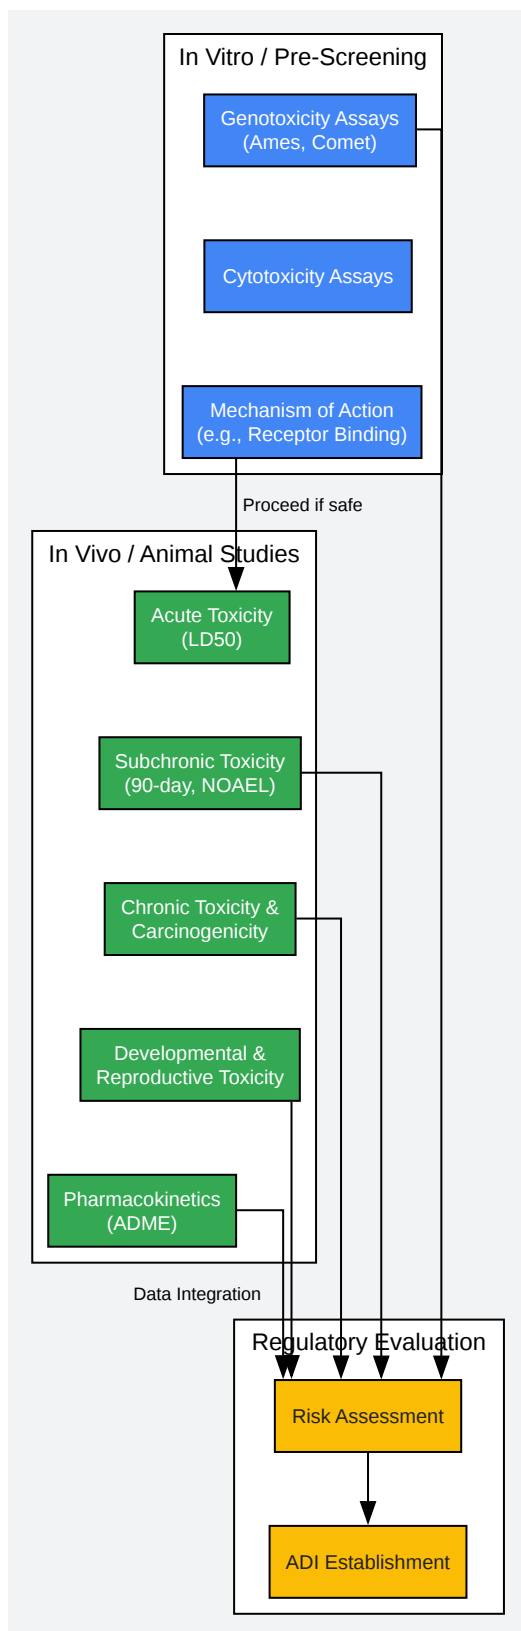 In Vitro / Pre-Screening
Genotoxicity Assays
(Ames, Comet)
Cytotoxicity Assays
Mechanism of Action
(e.g., Receptor Binding)
Proceed if safe
In Vivo / Animal Studies
Acute Toxicity
(LD50)
Subchronic Toxicity
(90-day, NOAEL)
Chronic Toxicity &
Carcinogenicity
Developmental &
Reproductive Toxicity
Pharmacokinetics
(ADME)
Data Integration
Regulatory Evaluation
Risk Assessment
ADI Establishment